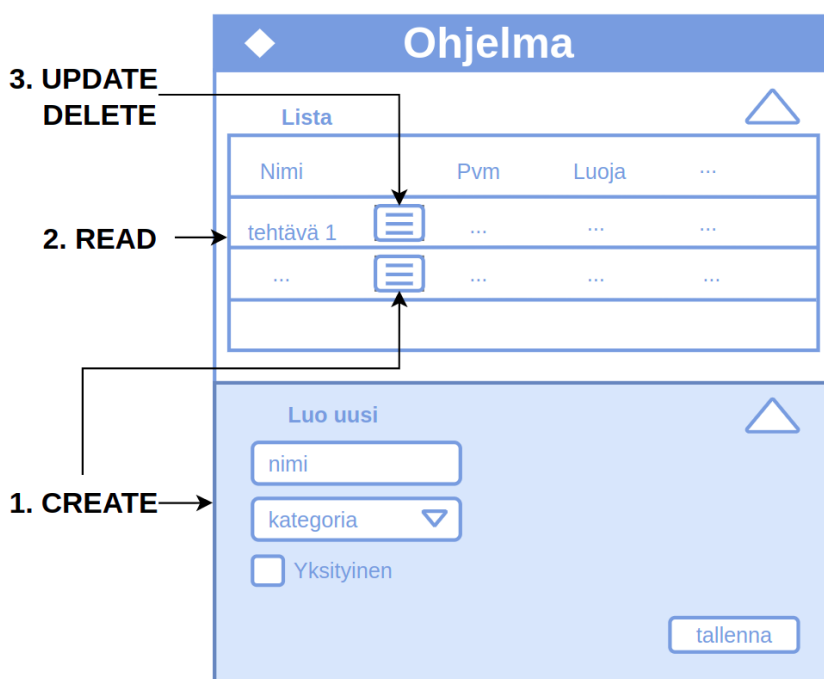 Ohjelma
3. UPDATE
DELETE
Lista
Nimi Pvm Luoja ...
2. READ
tehtävä 1 ... ... ...
... ... ... ...
Luo uusi
nimi
1. CREATE
kategoria
Yksityinen
tallenna